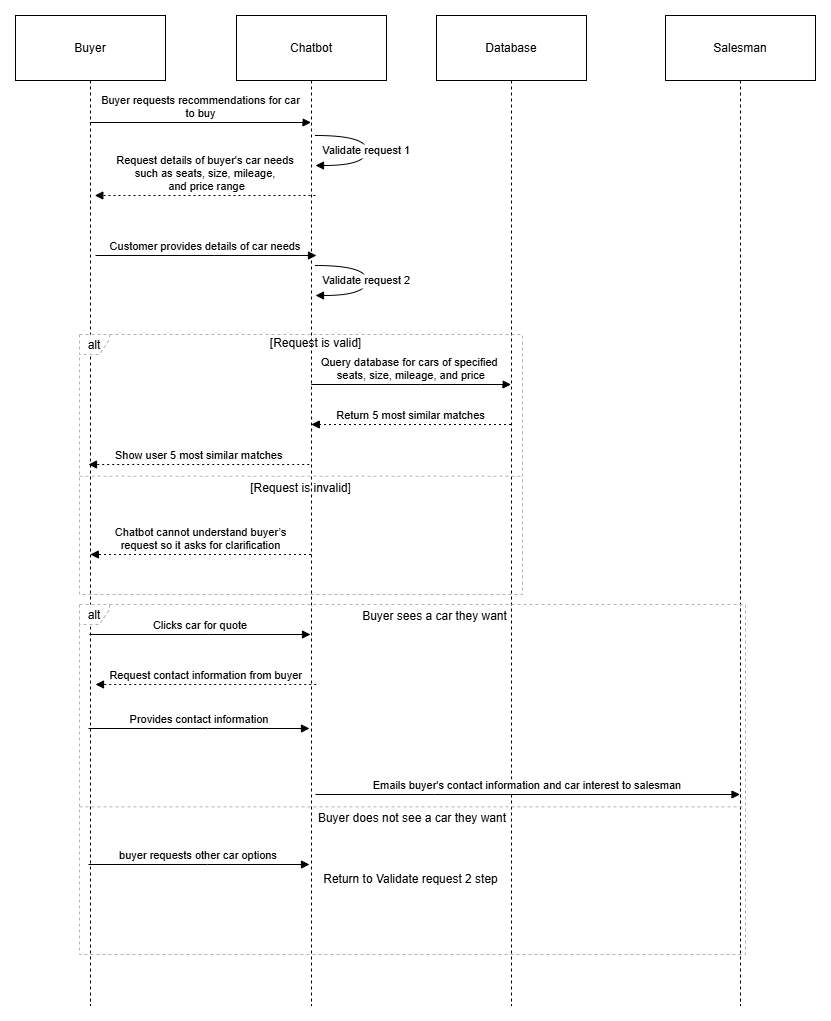 Buyer
Chatbot
Database
Salesman
Buyer requests recommendations for car
to buy
Validate request 1
Request details of buyer's car needs
such as seats, size, mileage,
and price range
Customer provides details of car needs
Validate request 2
alt
[Request is valid]
Query database for cars of specified
seats, size, mileage, and price
Return 5 most similar matches
Show user 5 most similar matches
[Request is invalid]
Chatbot cannot understand buyer's
request so it asks for clarification
alt
Buyer sees a car they want
Clicks car for quote
Request contact information from buyer
Provides contact information
Emails buyer's contact information and car interest to salesman
Buyer does not see a car they want
buyer requests other car options
Return to Validate request 2 step